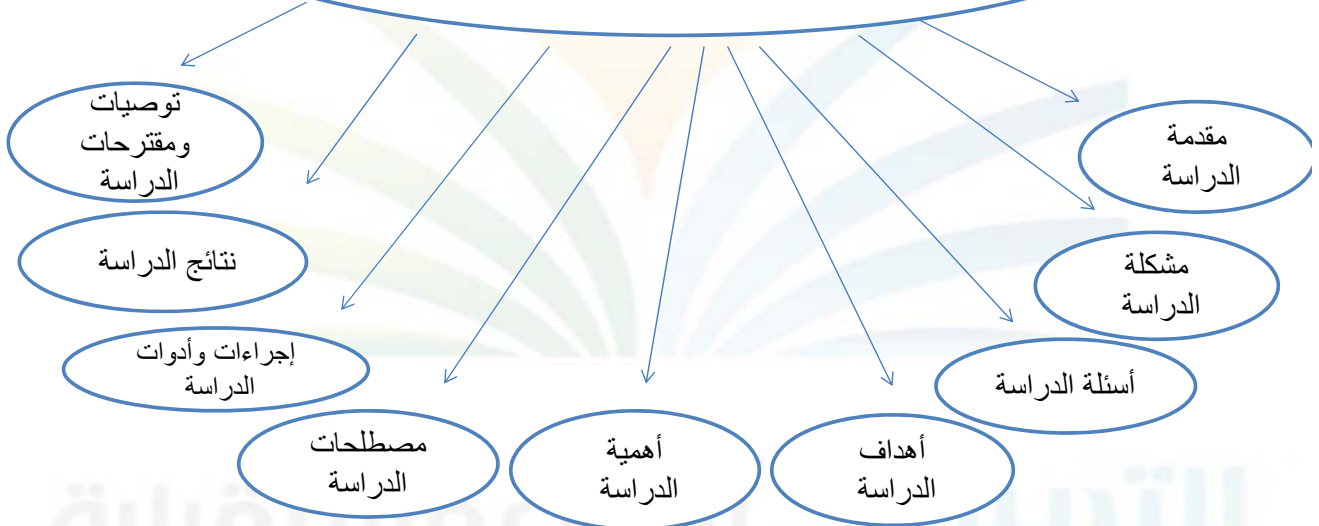 مقدمة
الدراسة
مشكلة
الدراسة
أسئلة الدراسة
أهداف
الدراسة
أهمية
الدراسة
مصطلحات
الدراسة
إجراءات وأدوات
الدراسة
نتائج الدراسة
توصيات
ومقترحات
الدراسة